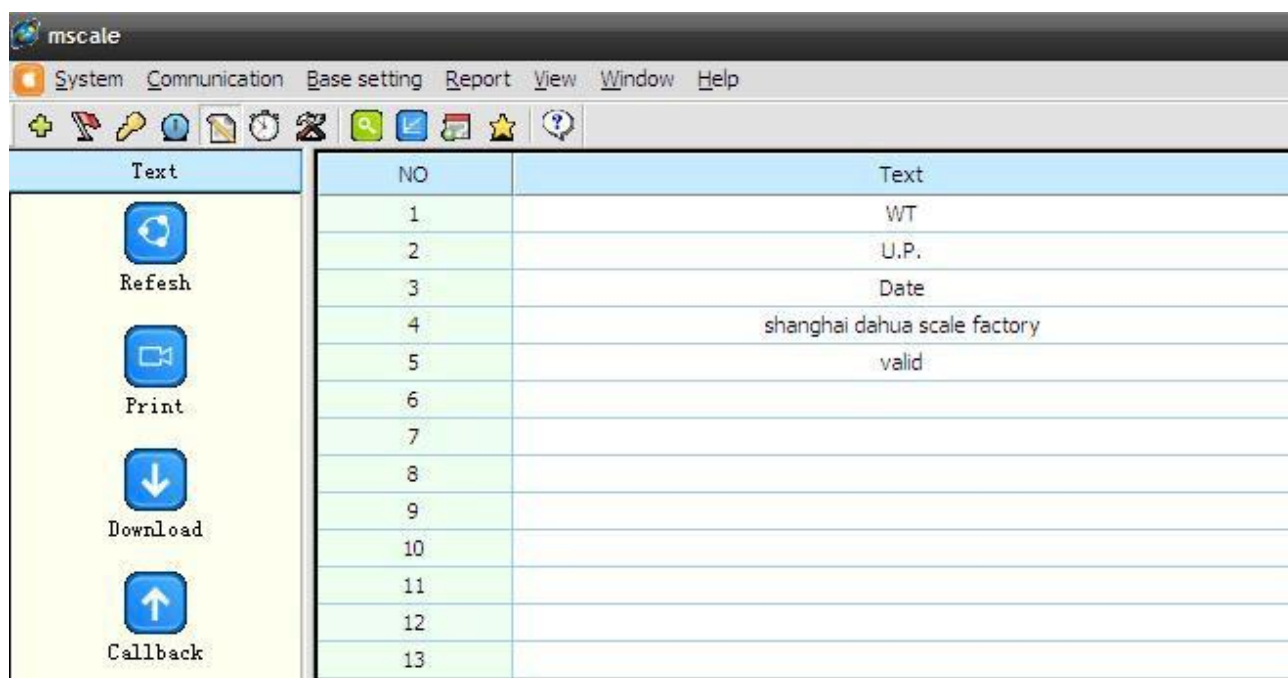 mscale
System Comnunication Base setting Report View Window Help
Text NO Text
Refesh
Print
Download
Callback
1 WT
2 U.P.
3 Date
4 shanghai dahua scale factory
5 valid
6
7
8
9
10
11
12
13